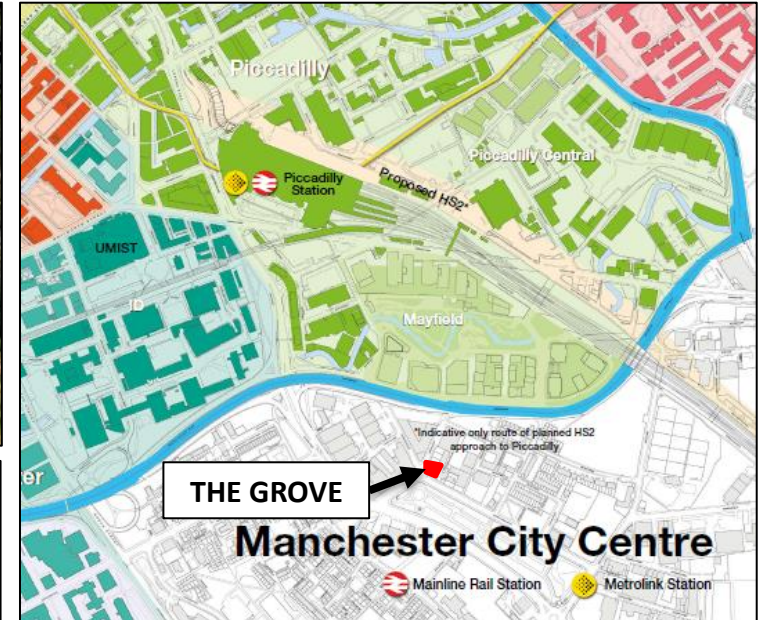 Piccadilly
Piccadilly
Station
Piccadilly Central
Proposed HS2*
UMIST
ID
Mayfield
*Indicative only route of planned HS2
approach to Piccadilly
er
THE GROVE
Manchester City Centre
Mainline Rail Station
Metrolink Station